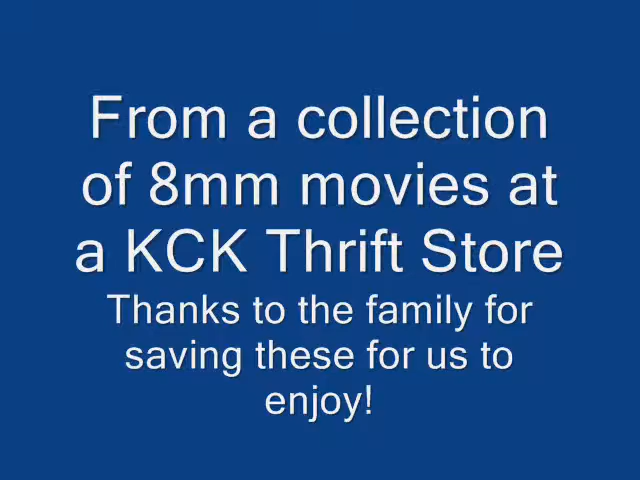 From a collection
of 8mm movies at
a KCK Thrift Store
Thanks to the family for
saving these for us to
enjoy!